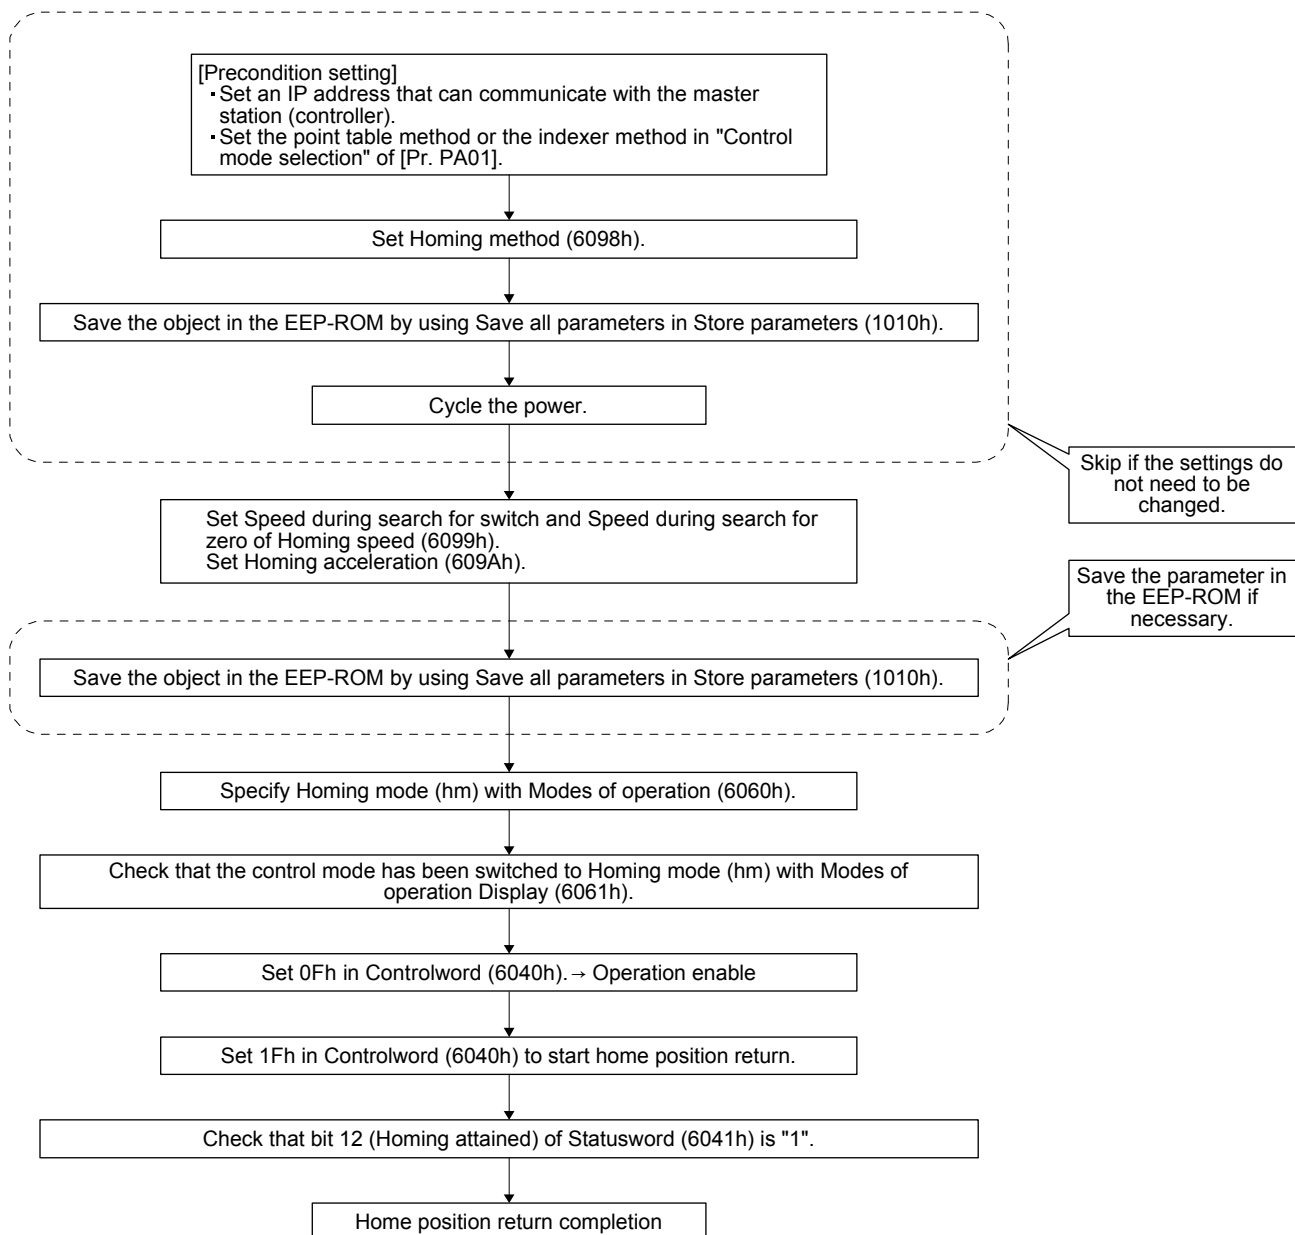 [Precondition setting]
・Set an IP address that can communicate with the master
station (controller).
・Set the point table method or the indexer method in "Control
mode selection" of [Pr. PA01].
Set Homing method (6098h).
Save the object in the EEP-ROM by using Save all parameters in Store parameters (1010h).
Cycle the power.
Skip if the settings do
not need to be
changed.
Set Speed during search for switch and Speed during search for
zero of Homing speed (6099h).
Set Homing acceleration (609Ah).
Save the parameter in
the EEP-ROM if
necessary.
Save the object in the EEP-ROM by using Save all parameters in Store parameters (1010h).
Specify Homing mode (hm) with Modes of operation (6060h).
Check that the control mode has been switched to Homing mode (hm) with Modes of
operation Display (6061h).
Set 0Fh in Controlword (6040h).→ Operation enable
Set 1Fh in Controlword (6040h) to start home position return.
Check that bit 12 (Homing attained) of Statusword (6041h) is "1".
Home position return completion